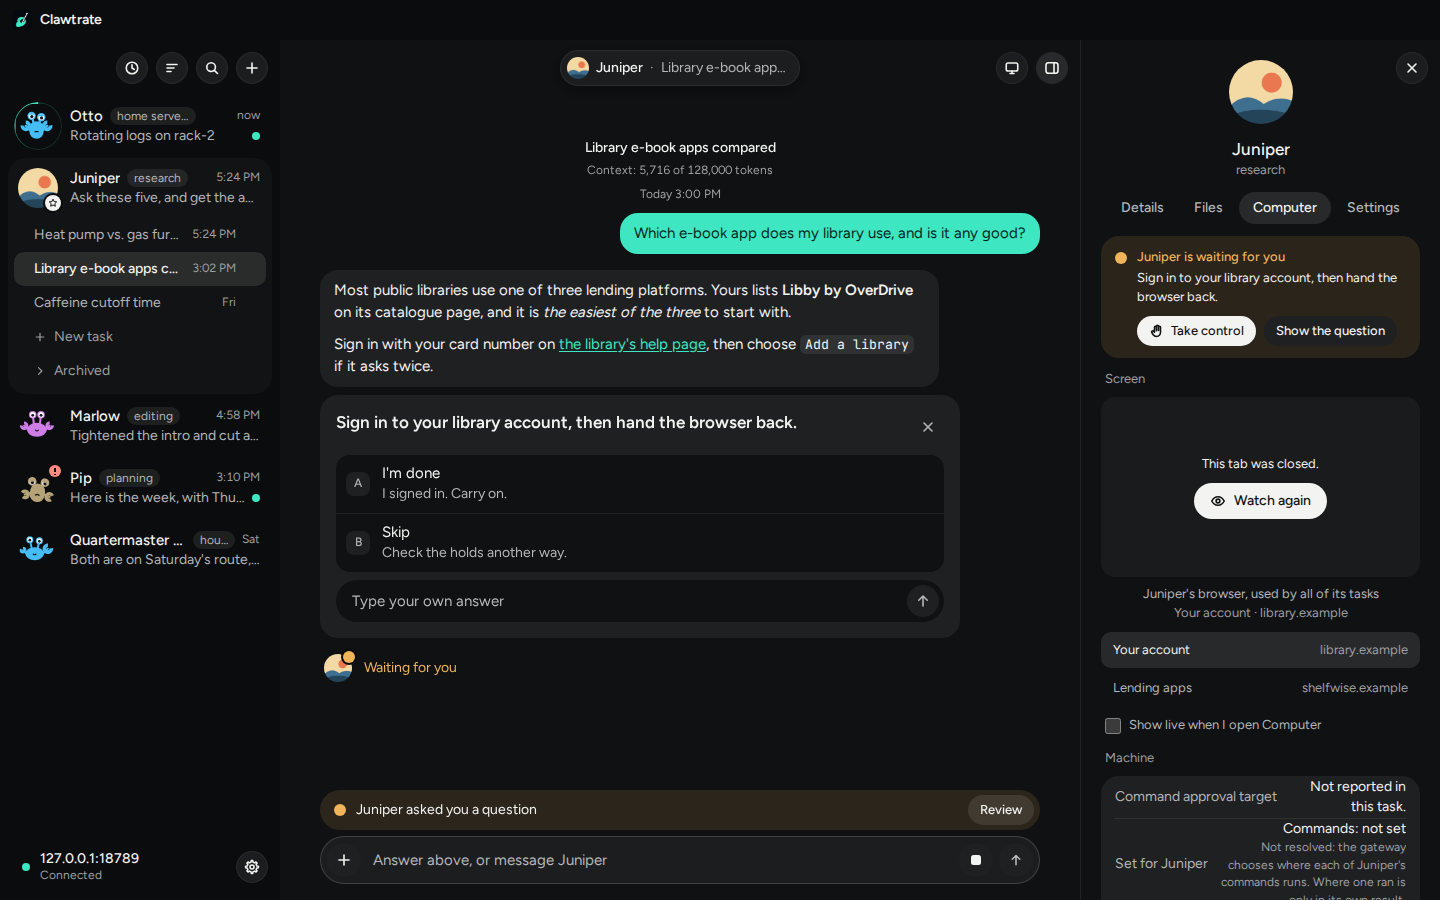 Clawtrate
Otto home serve... now
Rotating logs on rack-2
Juniper research 5:24 PM
Ask these five, and get the a...
Heat pump vs. gas fur... 5:24 PM
Library e-book apps c... 3:02 PM
Caffeine cutoff time Fri
+ New task
Archived
Marlow editing 4:58 PM
Tightened the intro and cut a...
Pip planning 3:10 PM
Here is the week, with Thu...
Quartermaster ... hou... Sat
Both are on Saturday's route,...
127.0.0.1:18789
Connected
Juniper · Library e-book app...
Library e-book apps compared
Context: 5,716 of 128,000 tokens
Today 3:00 PM
Which e-book app does my library use, and is it any good?
Most public libraries use one of three lending platforms. Yours lists Libby by OverDrive
on its catalogue page, and it is the easiest of the three to start with.
Sign in with your card number on the library's help page, then choose Add a library
if it asks twice.
Sign in to your library account, then hand the browser back.
A I'm done
I signed in. Carry on.
B Skip
Check the holds another way.
Type your own answer
Waiting for you
Juniper asked you a question Review
Answer above, or message Juniper
Juniper
research
Details Files Computer Settings
Juniper is waiting for you
Sign in to your library account, then hand the
browser back.
Take control Show the question
Screen
This tab was closed.
Watch again
Juniper's browser, used by all of its tasks
Your account · library.example
Your account library.example
Lending apps shelfwise.example
Show live when I open Computer
Machine
Command approval target Not reported in
this task.
Commands: not set
Set for Juniper Not resolved: the gateway
chooses where each of Juniper's
commands runs. Where one ran is
only in its own result.